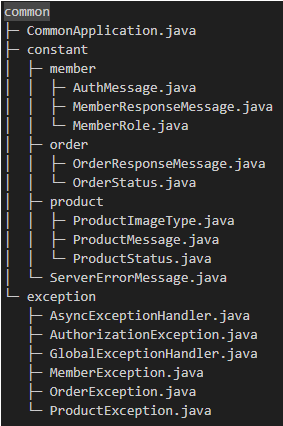 common
├─ CommonApplication.java
├─ constant
│  ├─ member
│  │  ├─ AuthMessage.java
│  │  ├─ MemberResponseMessage.java
│  │  └─ MemberRole.java
│  ├─ order
│  │  ├─ OrderResponseMessage.java
│  │  └─ OrderStatus.java
│  ├─ product
│  │  ├─ ProductImageType.java
│  │  ├─ ProductMessage.java
│  │  └─ ProductStatus.java
│  └─ ServerErrorMessage.java
└─ exception
   ├─ AsyncExceptionHandler.java
   ├─ AuthorizationException.java
   ├─ GlobalExceptionHandler.java
   ├─ MemberException.java
   ├─ OrderException.java
   └─ ProductException.java